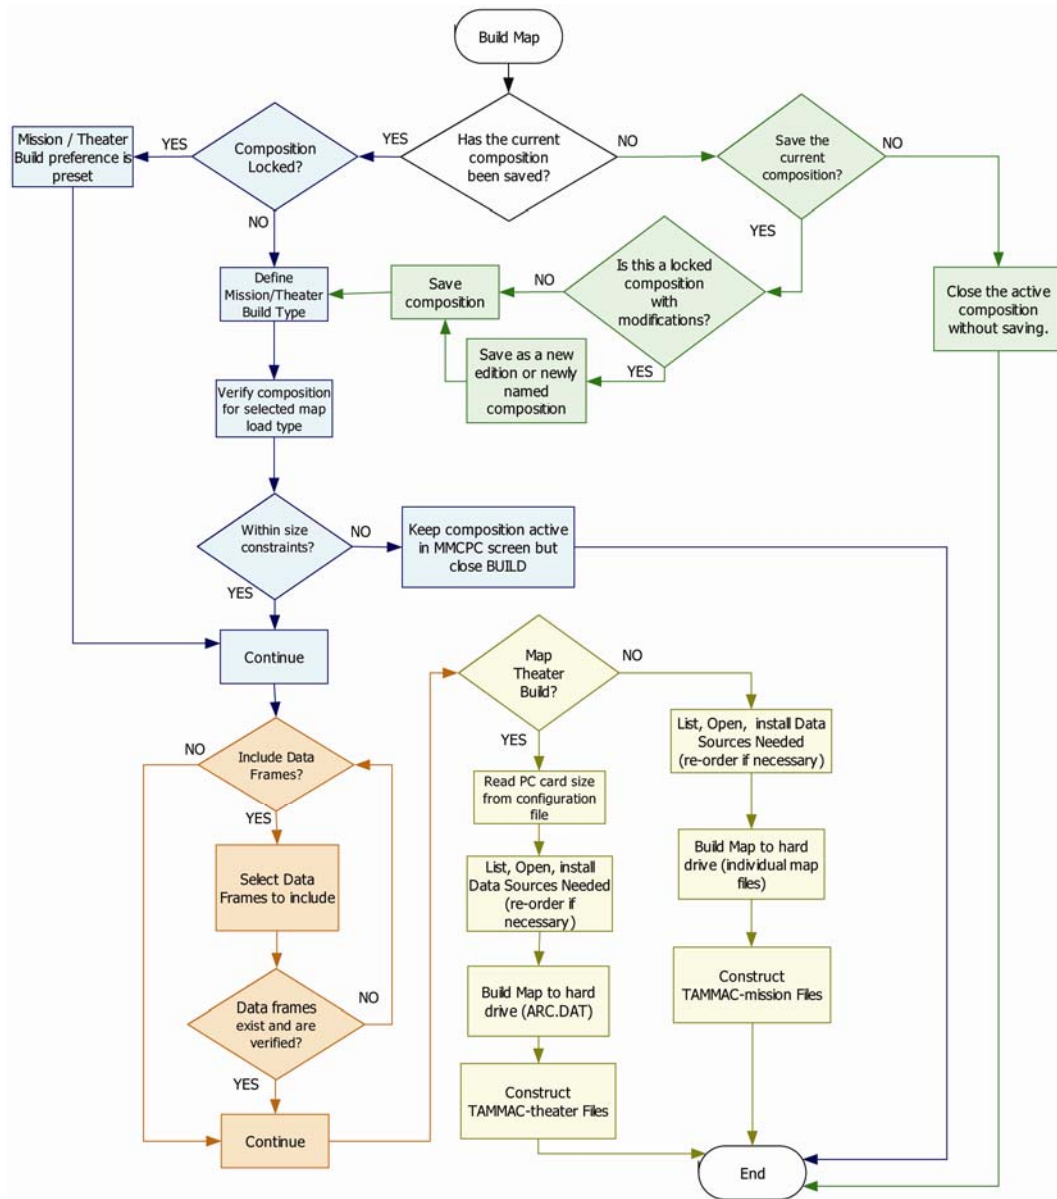 Build Map
Has the current
composition
been saved?
YES
NO
Composition
Locked?
YES
NO
Mission / Theater
Build preference is
preset
Save the
current
composition?
NO
YES
Is this a locked
composition
with
modifications?
NO
YES
Save
composition
Save as a new
edition or newly
named
composition
Close the active
composition
without saving.
Define
Mission/Theater
Build Type
Verify composition
for selected map
load type
Within size
constraints?
NO
YES
Keep composition active
in MMCPC screen but
close BUILD
Continue
Include Data
Frames?
NO
YES
Select Data
Frames to include
Data frames
exist and are
verified?
NO
YES
Continue
Map
Theater
Build?
NO
YES
Read PC card size
from configuration
file
List, Open, install
Data Sources Needed
(re-order if
necessary)
Build Map to hard
drive (ARC.DAT)
Construct
TAMMAC-theater Files
List, Open, install Data
Sources Needed
(re-order if necessary)
Build Map to hard
drive (individual map
files)
Construct
TAMMAC-mission Files
End